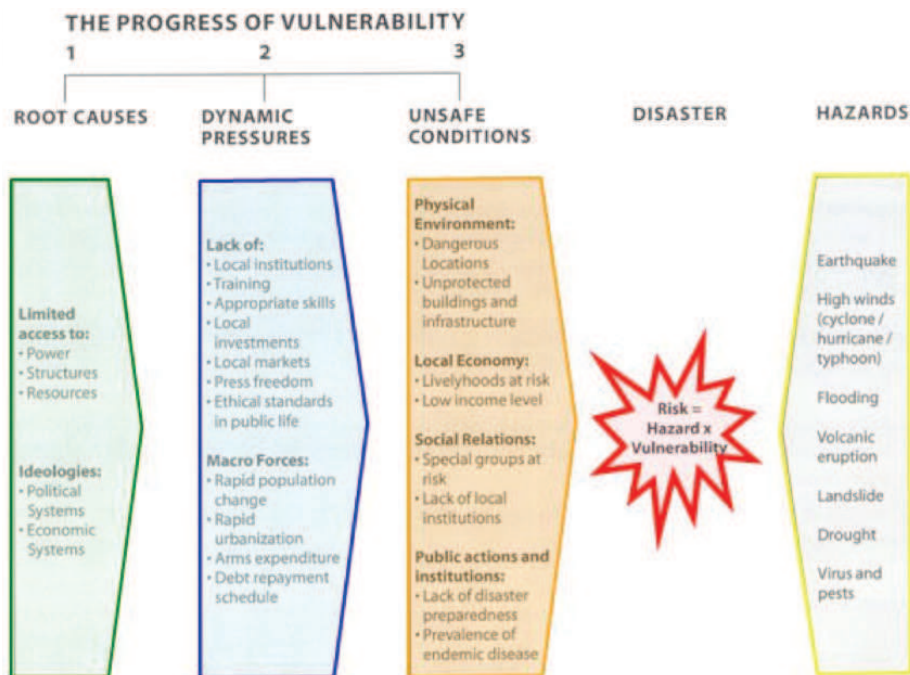 THE PROGRESS OF VULNERABILITY
1
2
3
ROOT CAUSES
DYNAMIC
PRESSURES
UNSAFE
CONDITIONS
DISASTER
HAZARDS
Limited
access to:
• Power
• Structures
• Resources
Ideologies:
• Political
Systems
• Economic
Systems
Lack of:
• Local institutions
• Training
• Appropriate skills
• Local
investments
• Local markets
• Press freedom
• Ethical standards
in public life
Macro Forces:
• Rapid population
change
• Rapid
urbanization
• Arms expenditure
• Debt repayment
schedule
Physical
Environment:
• Dangerous
Locations
• Unprotected
buildings and
infrastructure
Local Economy:
• Livelyhoods at risk
• Low income level
Social Relations:
• Special groups at
risk
• Lack of local
institutions
Public actions and
institutions:
• Lack of disaster
preparedness
• Prevalence of
endemic disease
Risk =
Hazard x
Vulnerability
Earthquake
High winds
(cyclone /
hurricane /
typhoon)
Flooding
Volcanic
eruption
Landslide
Drought
Virus and
pests